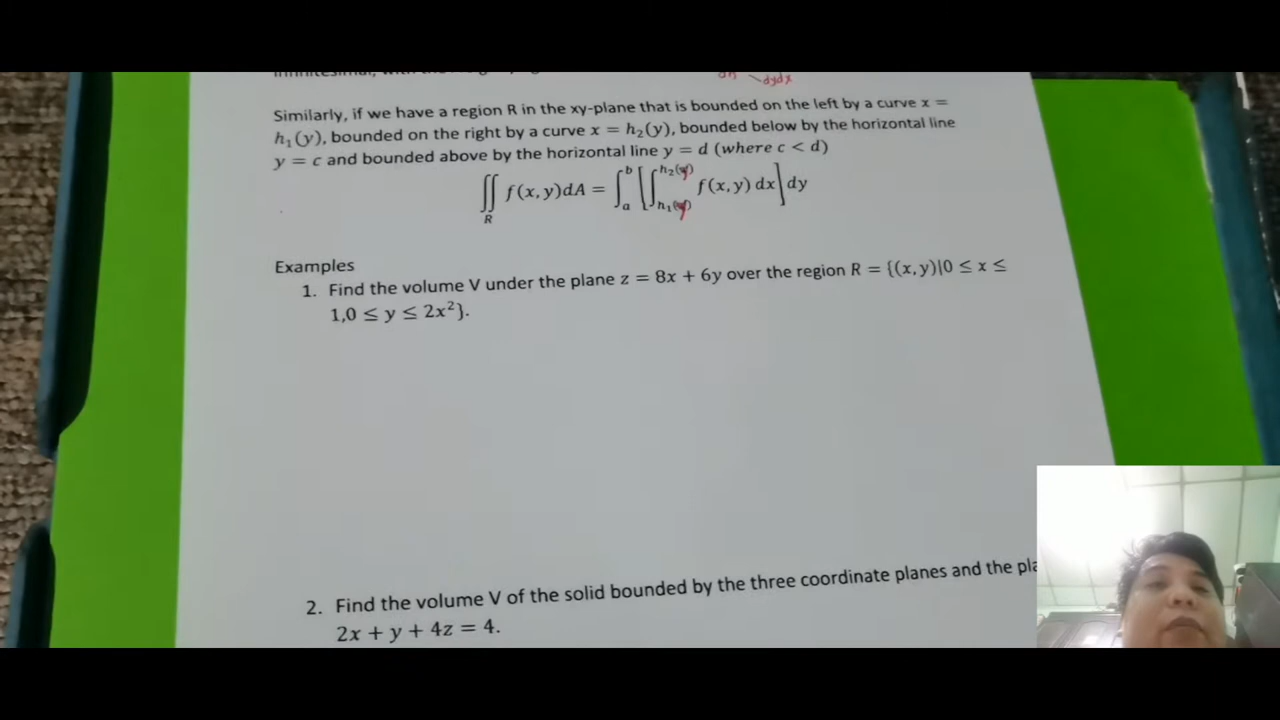 dydx
Similarly, if we have a region R in the xy-plane that is bounded on the left by a curve x =
h₁(y), bounded on the right by a curve x = h₂(y), bounded below by the horizontal line
y = c and bounded above by the horizontal line y = d (where c < d)
∬_R f(x, y)dA = ∫_a^b [∫_{h₁(y)}^{h₂(y)} f(x, y) dx] dy
Examples
1. Find the volume V under the plane z = 8x + 6y over the region R = {(x, y)|0 ≤ x ≤
1,0 ≤ y ≤ 2x²}.
2. Find the volume V of the solid bounded by the three coordinate planes and the
2x + y + 4z = 4.